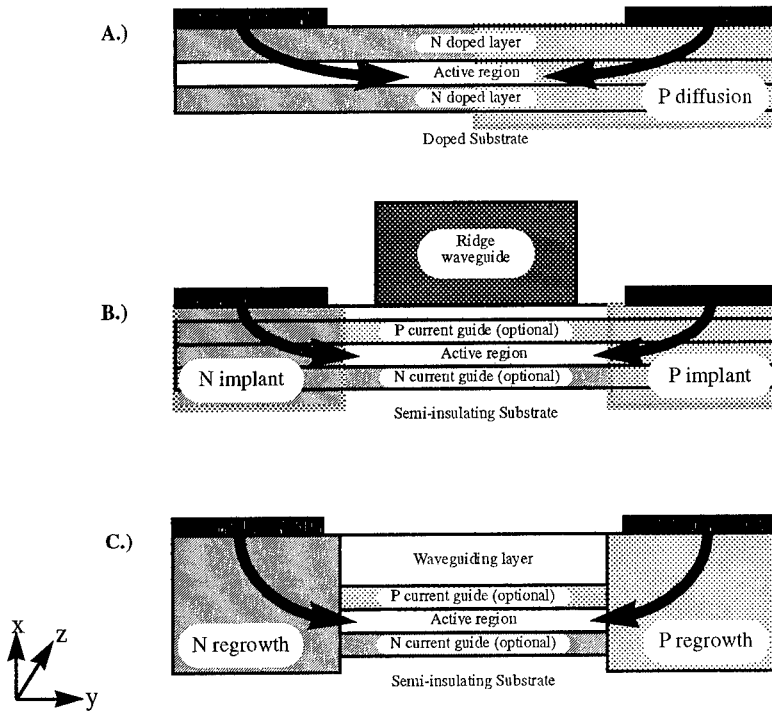 A.)
N doped layer
Active region
N doped layer
P diffusion
Doped Substrate
Ridge
waveguide
B.)
P current guide (optional)
Active region
N implant
N current guide (optional)
P implant
Semi-insulating Substrate
C.)
Waveguiding layer
P current guide (optional)
Active region
N regrowth
N current guide (optional)
P regrowth
Semi-insulating Substrate
x
z
y